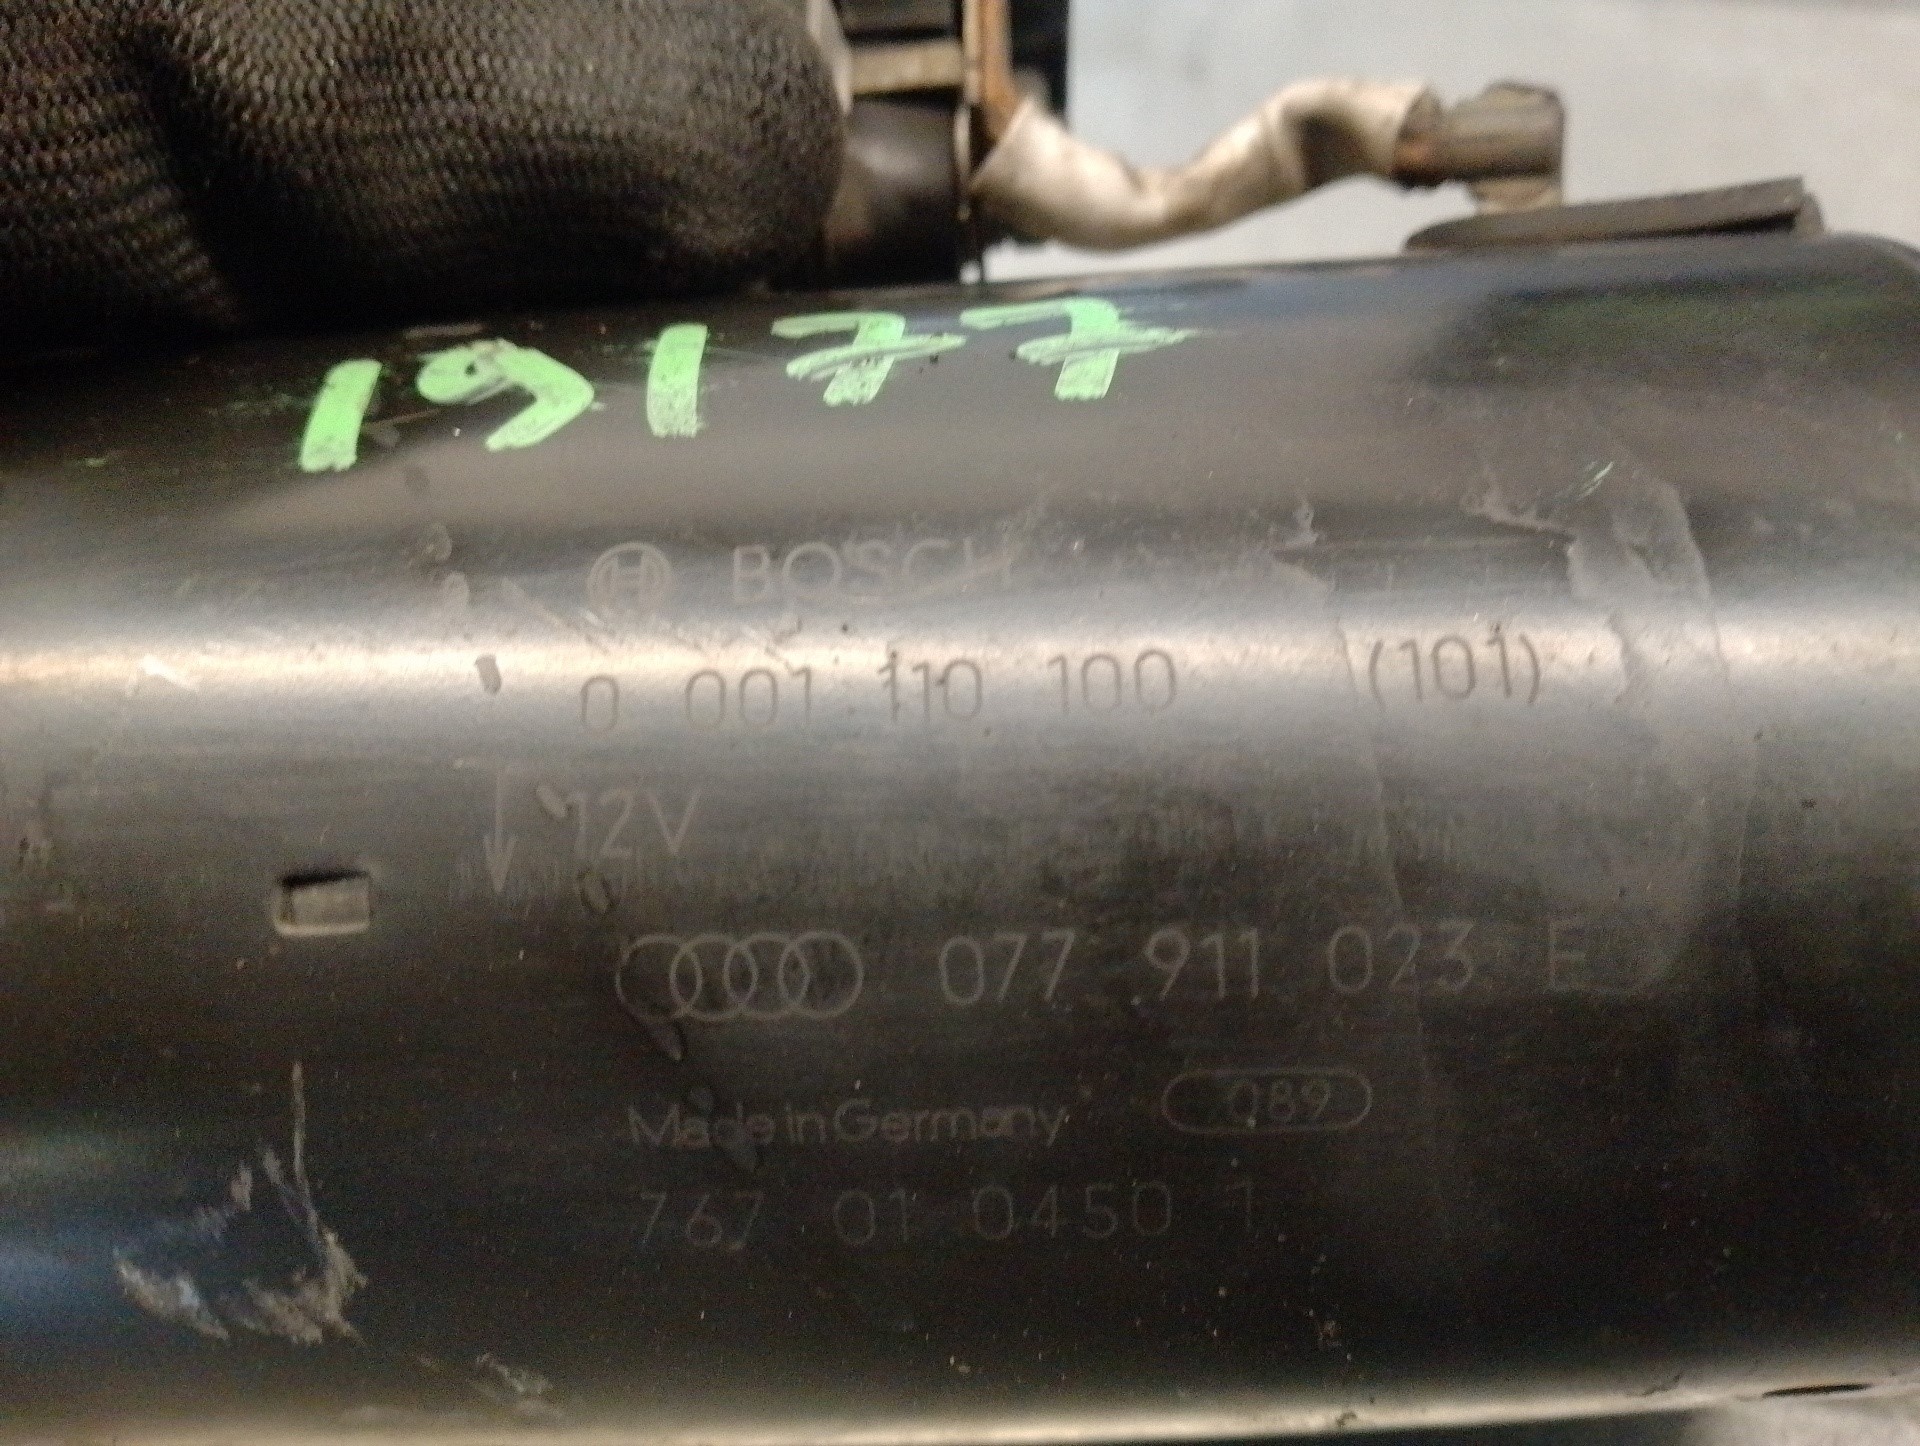 19177
BOSCH
0 001 110 100 (101)
12V
077 911 023 E
Made in Germany 089
767 01 0450 1